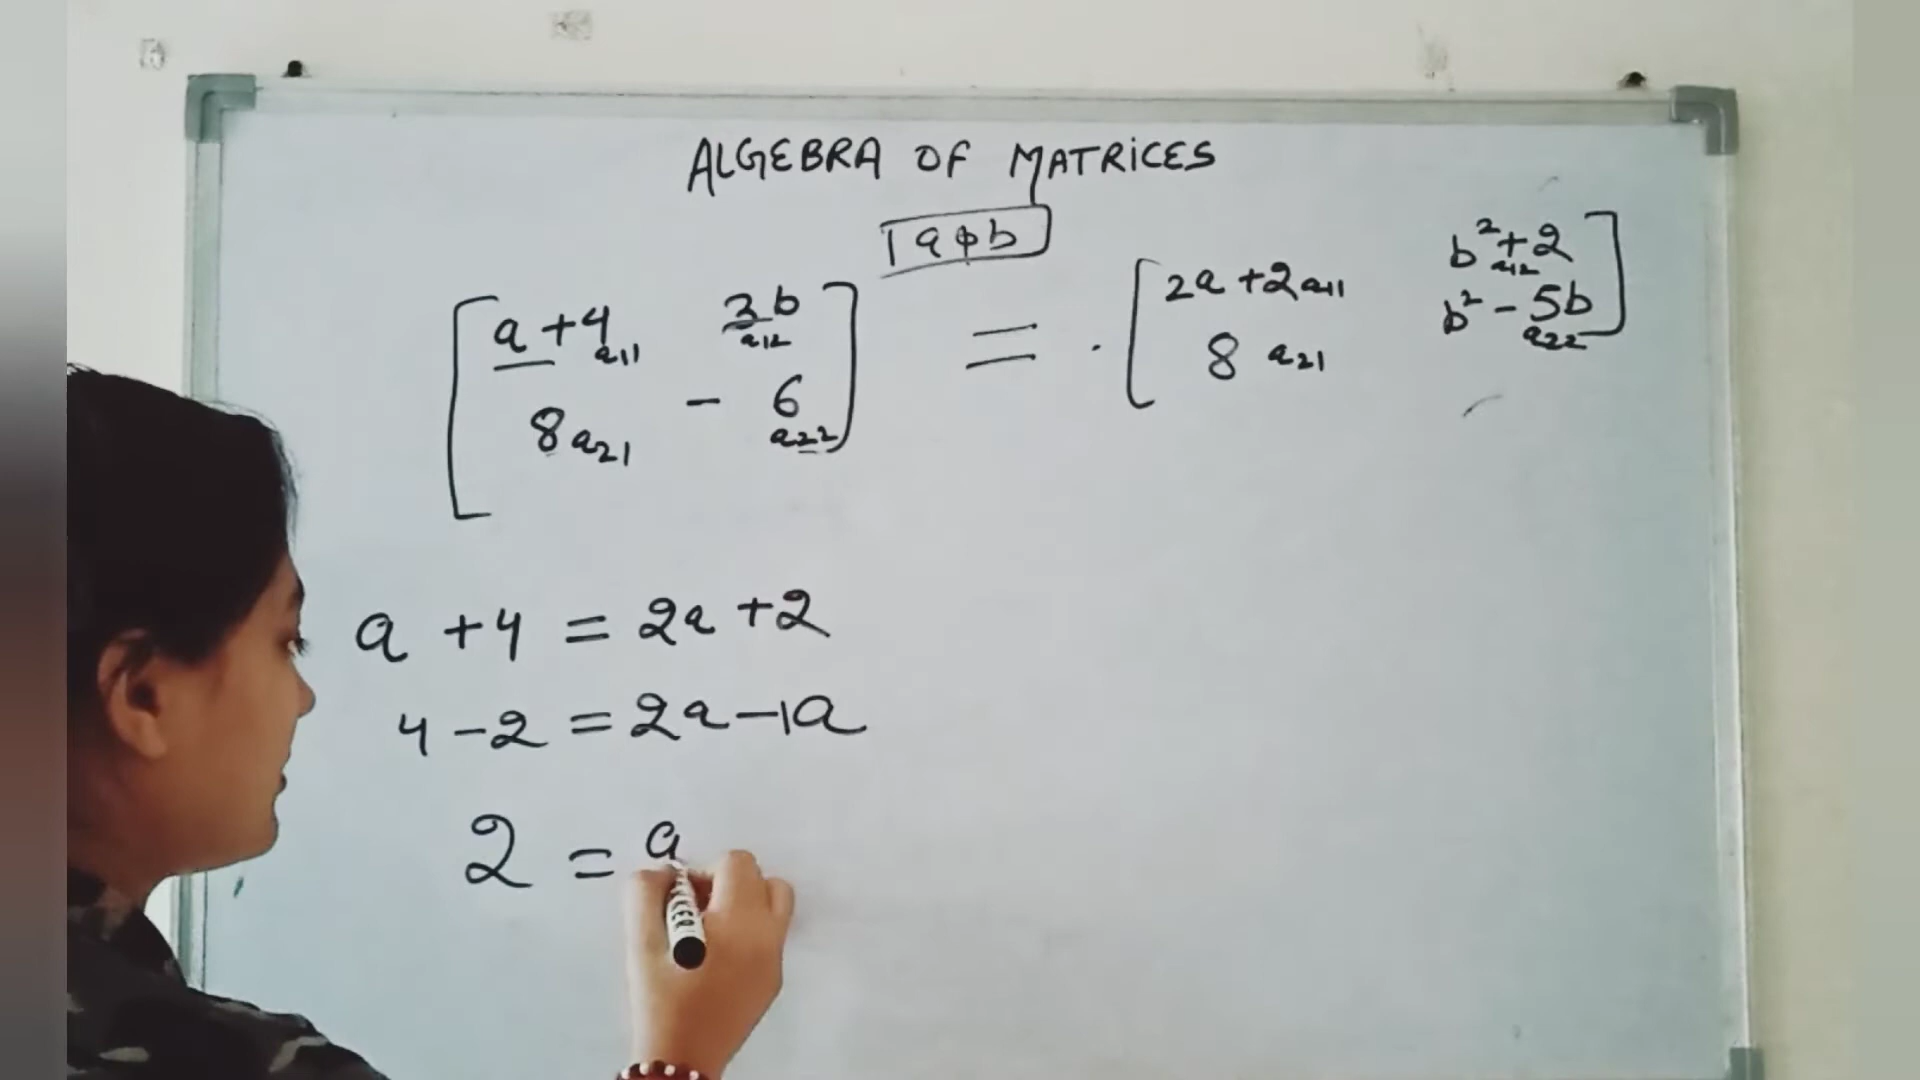 ALGEBRA OF MATRICES
a φ b
[ a + 4 a11 3b a12 ] = [ 2a + 2 a11 b² + 2 a12 ]
[ 8 a21 - 6 a22 ] [ 8 a21 b² - 5b a22 ]
a + 4 = 2a + 2
4 - 2 = 2a - 1a
2 = a